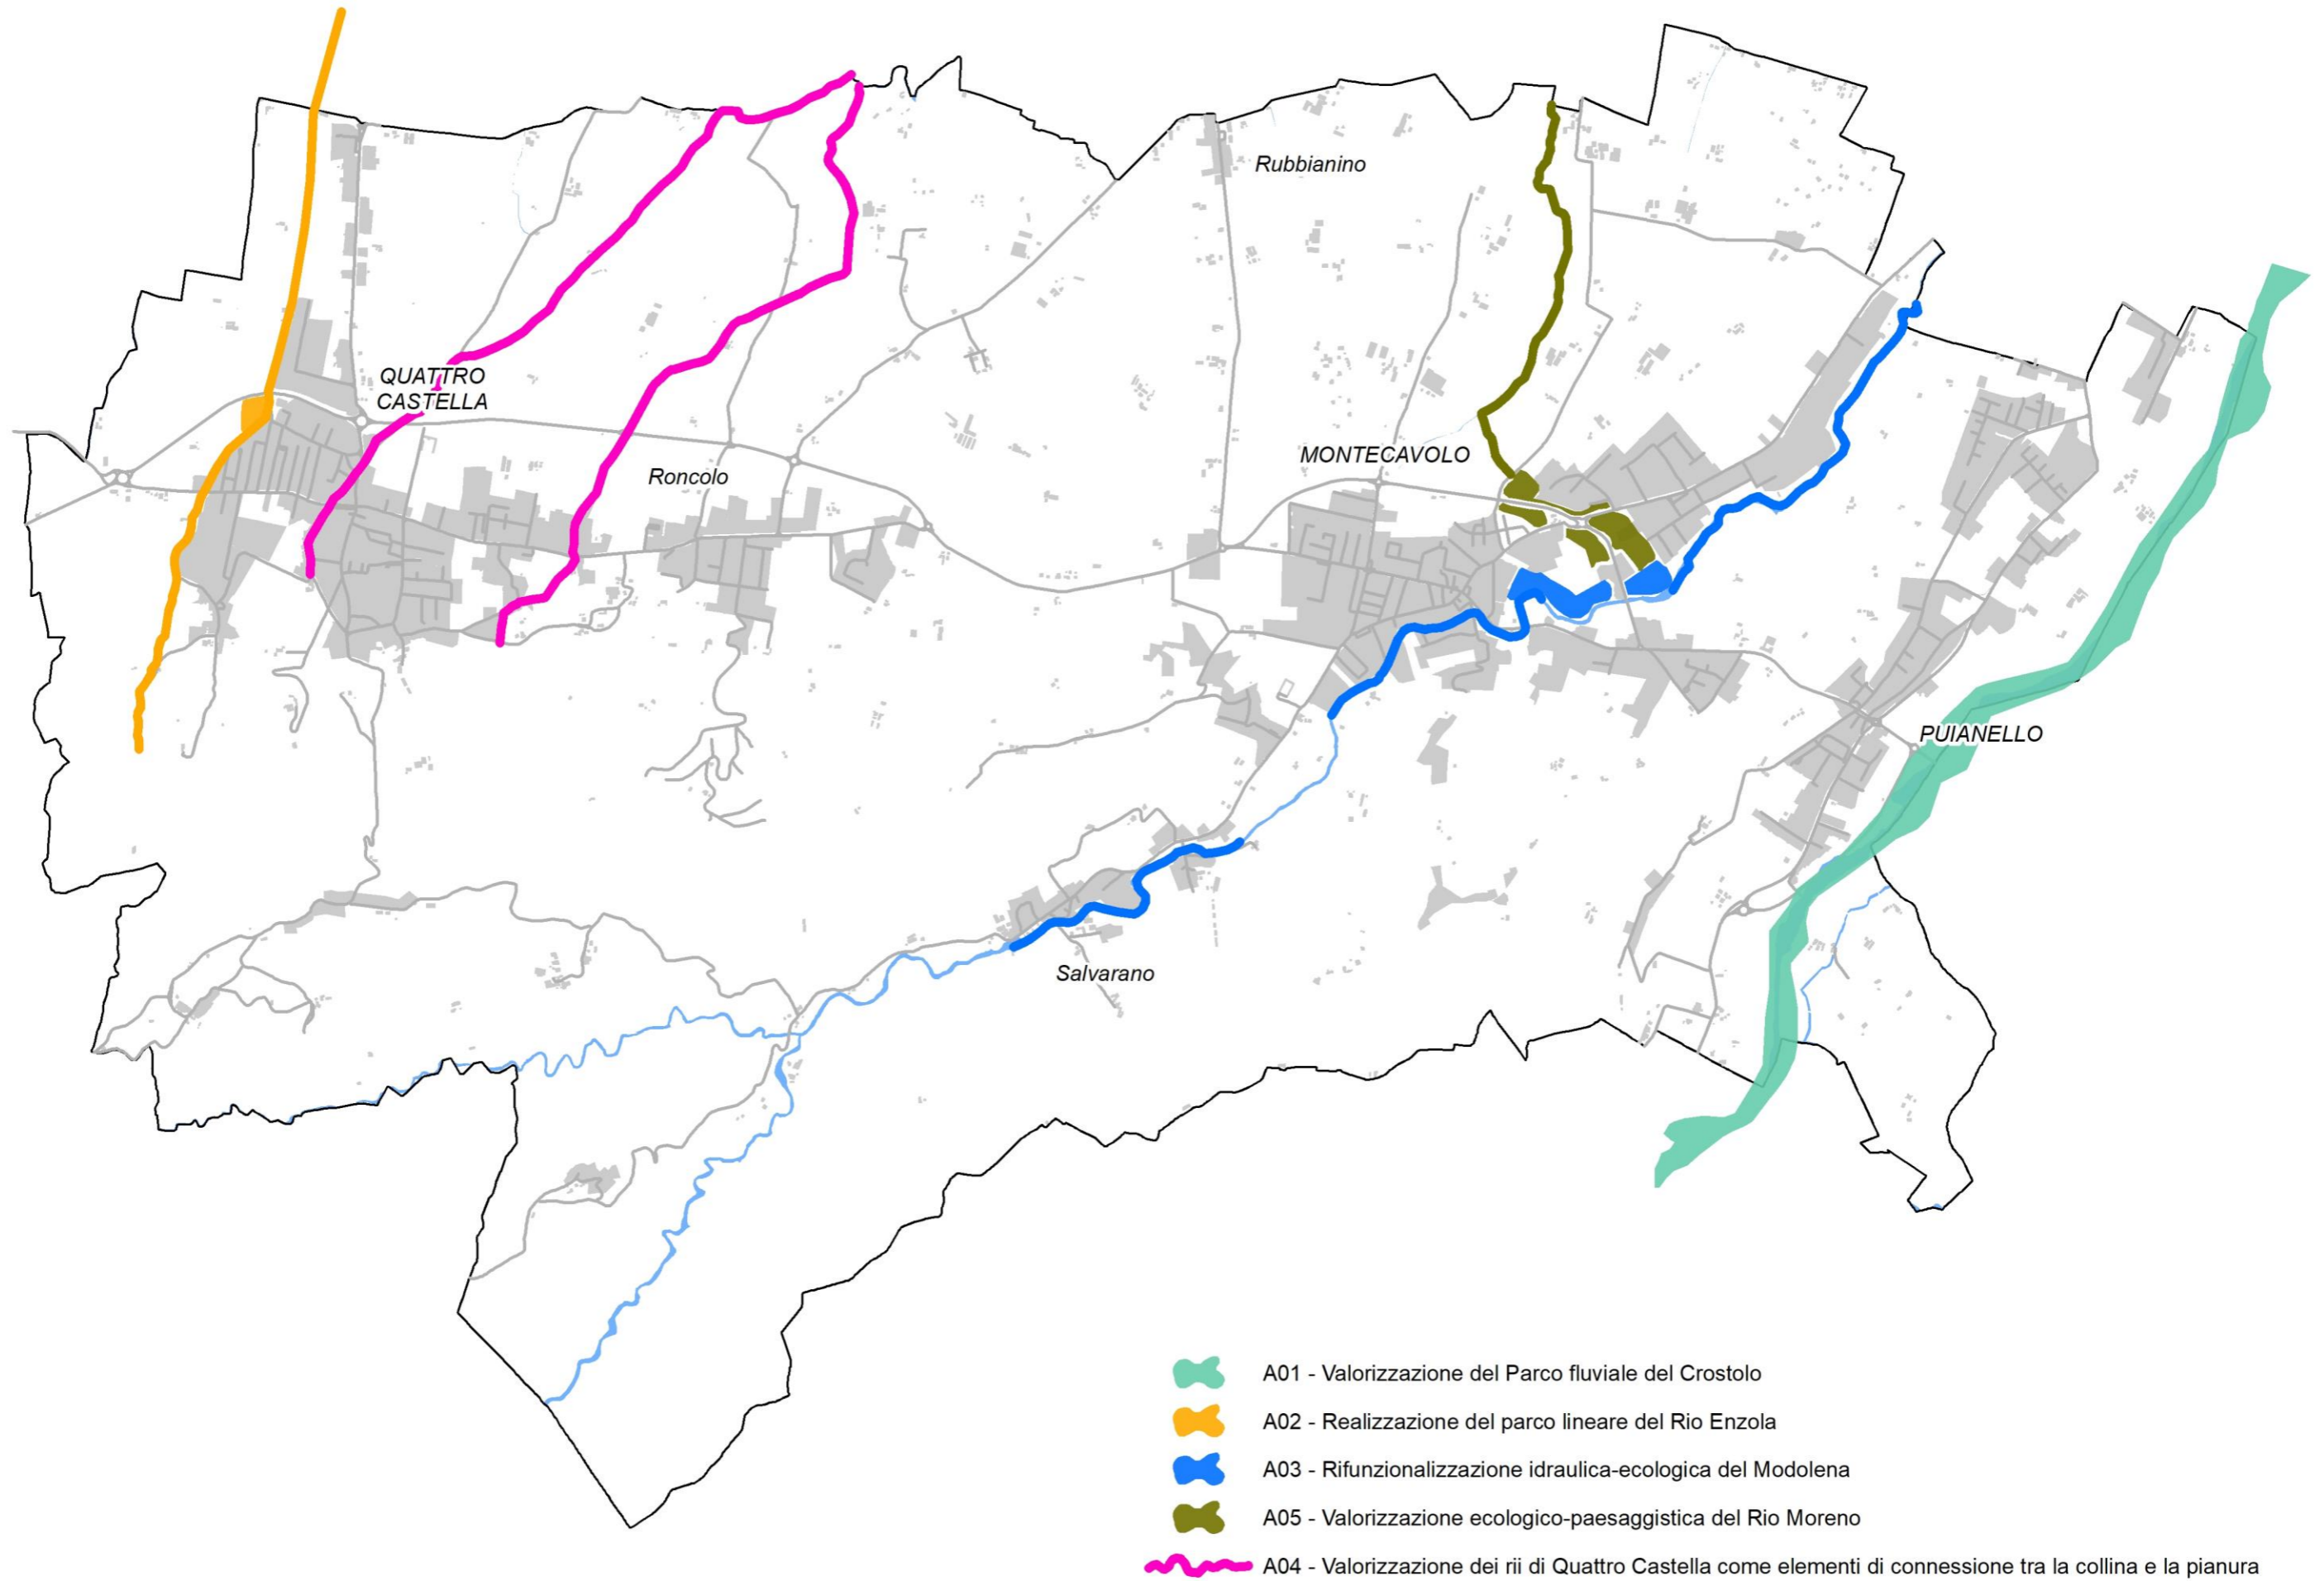 Rubbianino
QUATTRO
CASTELLA
MONTECAVOLO
Roncolo
PUIANELLO
Salvarano
A01 - Valorizzazione del Parco fluviale del Crostolo
A02 - Realizzazione del parco lineare del Rio Enzola
A03 - Rifunzionalizzazione idraulica-ecologica del Modolena
A05 - Valorizzazione ecologico-paesaggistica del Rio Moreno
A04 - Valorizzazione dei rii di Quattro Castella come elementi di connessione tra la collina e la pianura